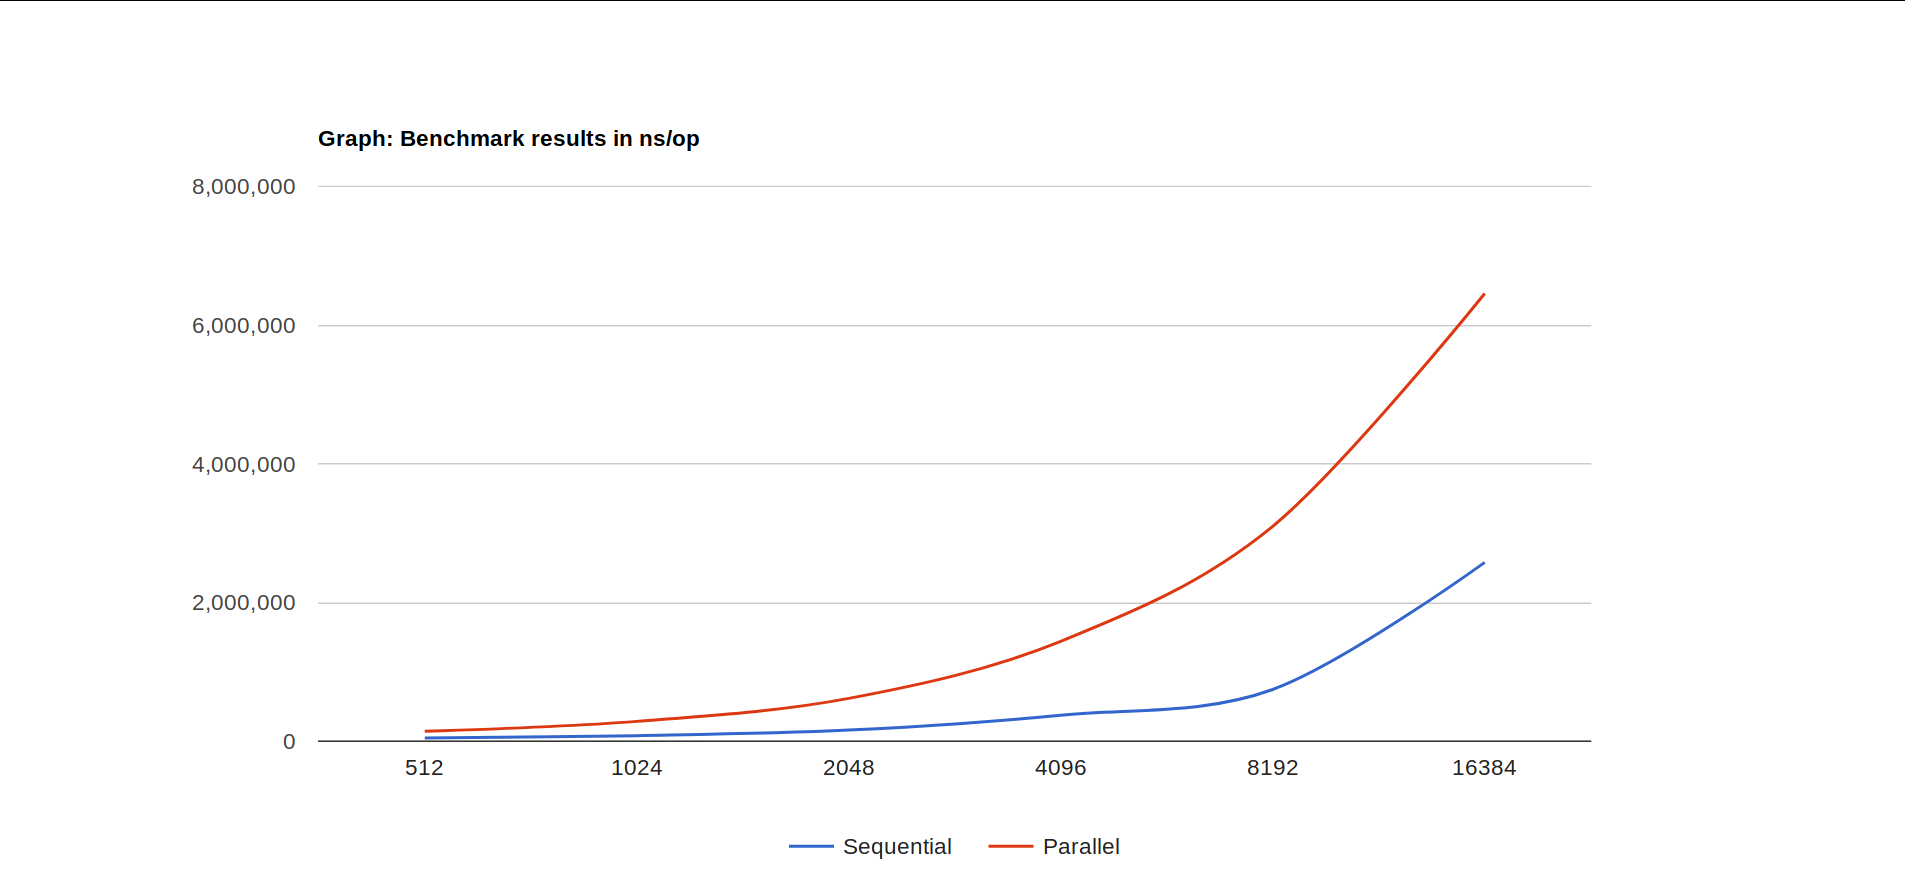 Graph: Benchmark results in ns/op
8,000,000
6,000,000
4,000,000
2,000,000
0
512 1024 2048 4096 8192 16384
Sequential Parallel